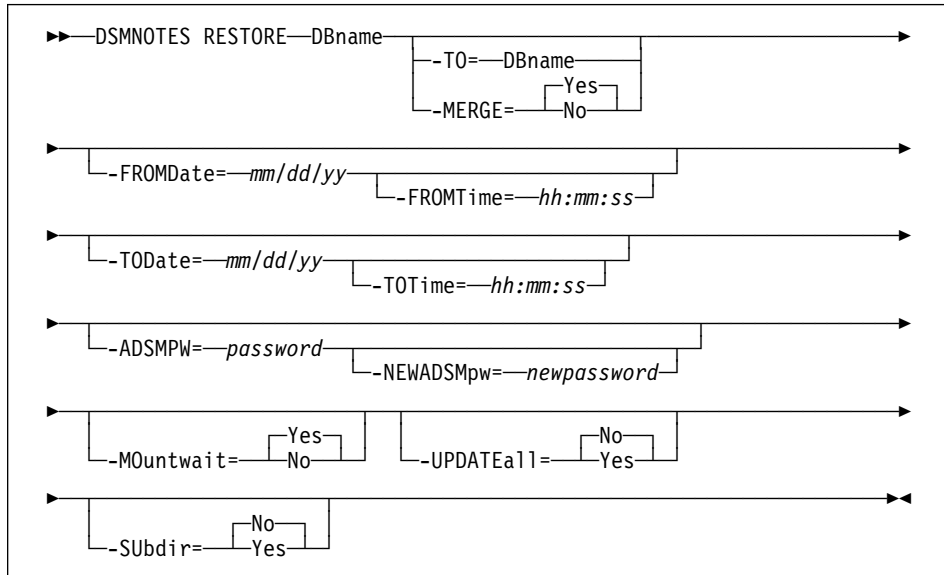 DSMNOTES RESTORE DBname
-TO= DBname
Yes
-MERGE= No
-FROMDate= mm/dd/yy
-FROMTime= hh:mm:ss
-TODate= mm/dd/yy
-TOTime= hh:mm:ss
-ADSMPW= password
-NEWADSMpw= newpassword
Yes No
-MOuntwait= No -UPDATEall= Yes
No
-SUbdir= Yes